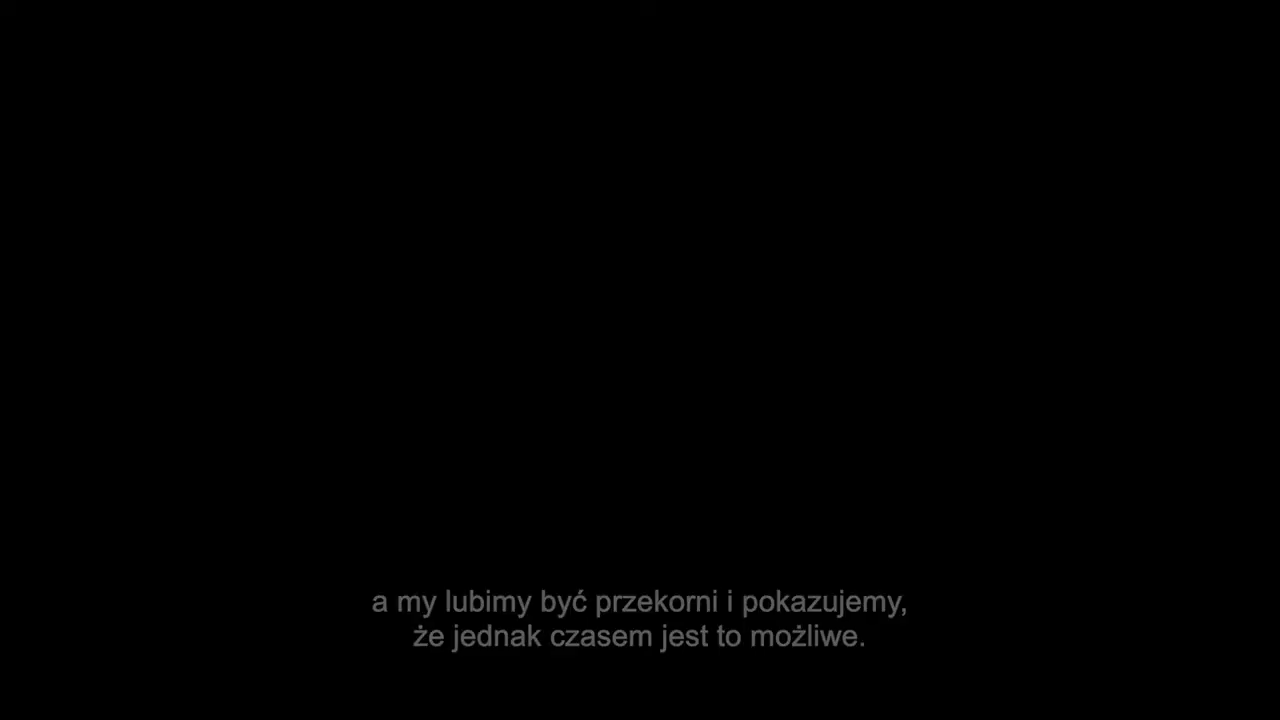 a my lubimy być przekorni i pokazujemy,
że jednak czasem jest to możliwe.